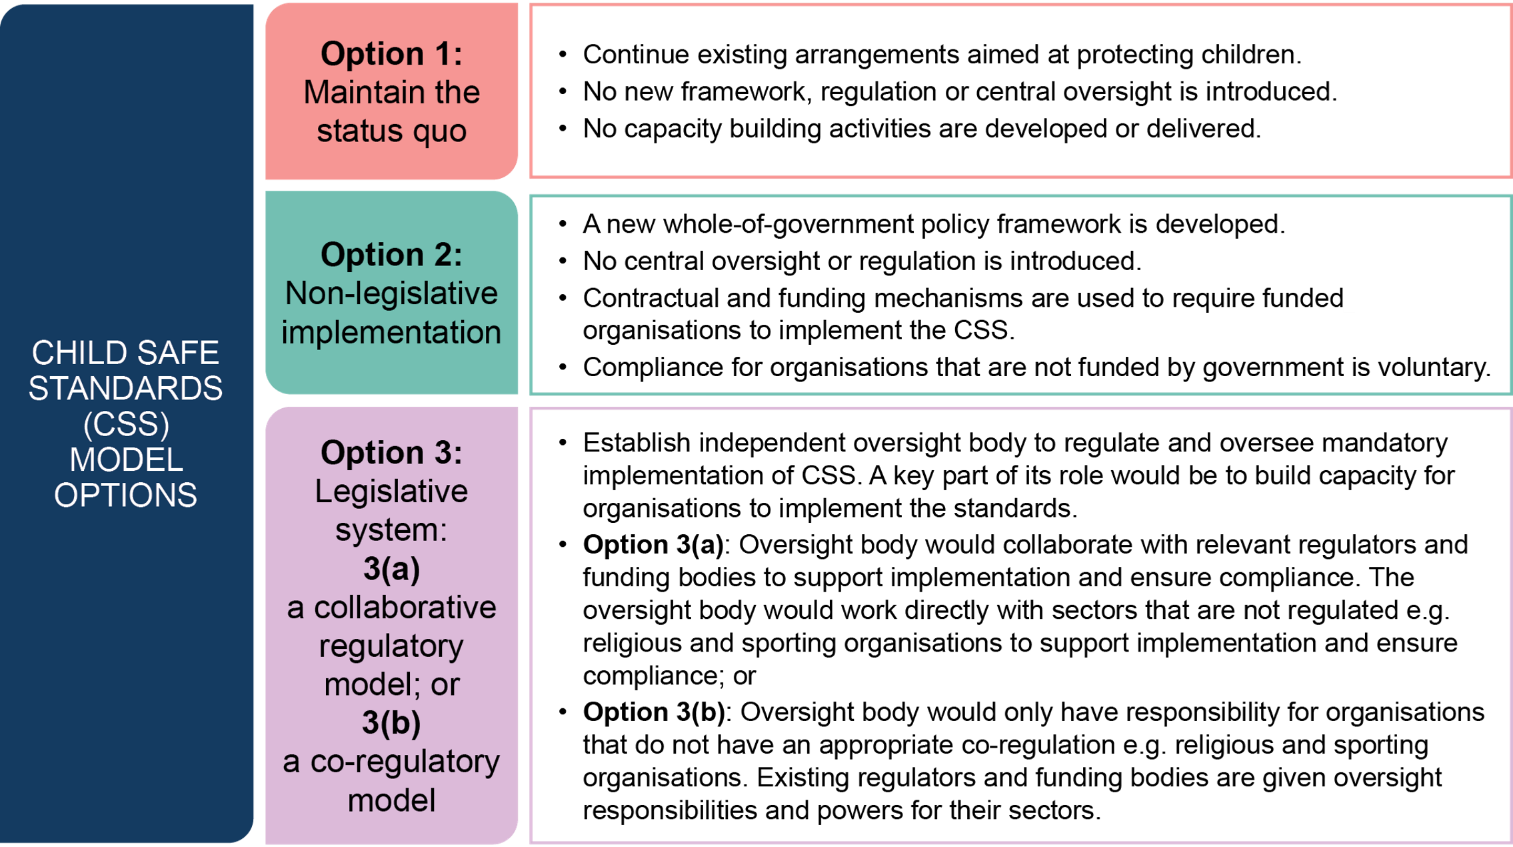 CHILD SAFE
STANDARDS
(CSS)
MODEL
OPTIONS
Option 1:
Maintain the
status quo
• Continue existing arrangements aimed at protecting children.
• No new framework, regulation or central oversight is introduced.
• No capacity building activities are developed or delivered.
Option 2:
Non-legislative
implementation
• A new whole-of-government policy framework is developed.
• No central oversight or regulation is introduced.
• Contractual and funding mechanisms are used to require funded
organisations to implement the CSS.
• Compliance for organisations that are not funded by government is voluntary.
Option 3:
Legislative
system:
3(a)
a collaborative
regulatory
model; or
3(b)
a co-regulatory
model
• Establish independent oversight body to regulate and oversee mandatory
implementation of CSS. A key part of its role would be to build capacity for
organisations to implement the standards.
• Option 3(a): Oversight body would collaborate with relevant regulators and
funding bodies to support implementation and ensure compliance. The
oversight body would work directly with sectors that are not regulated e.g.
religious and sporting organisations to support implementation and ensure
compliance; or
• Option 3(b): Oversight body would only have responsibility for organisations
that do not have an appropriate co-regulation e.g. religious and sporting
organisations. Existing regulators and funding bodies are given oversight
responsibilities and powers for their sectors.